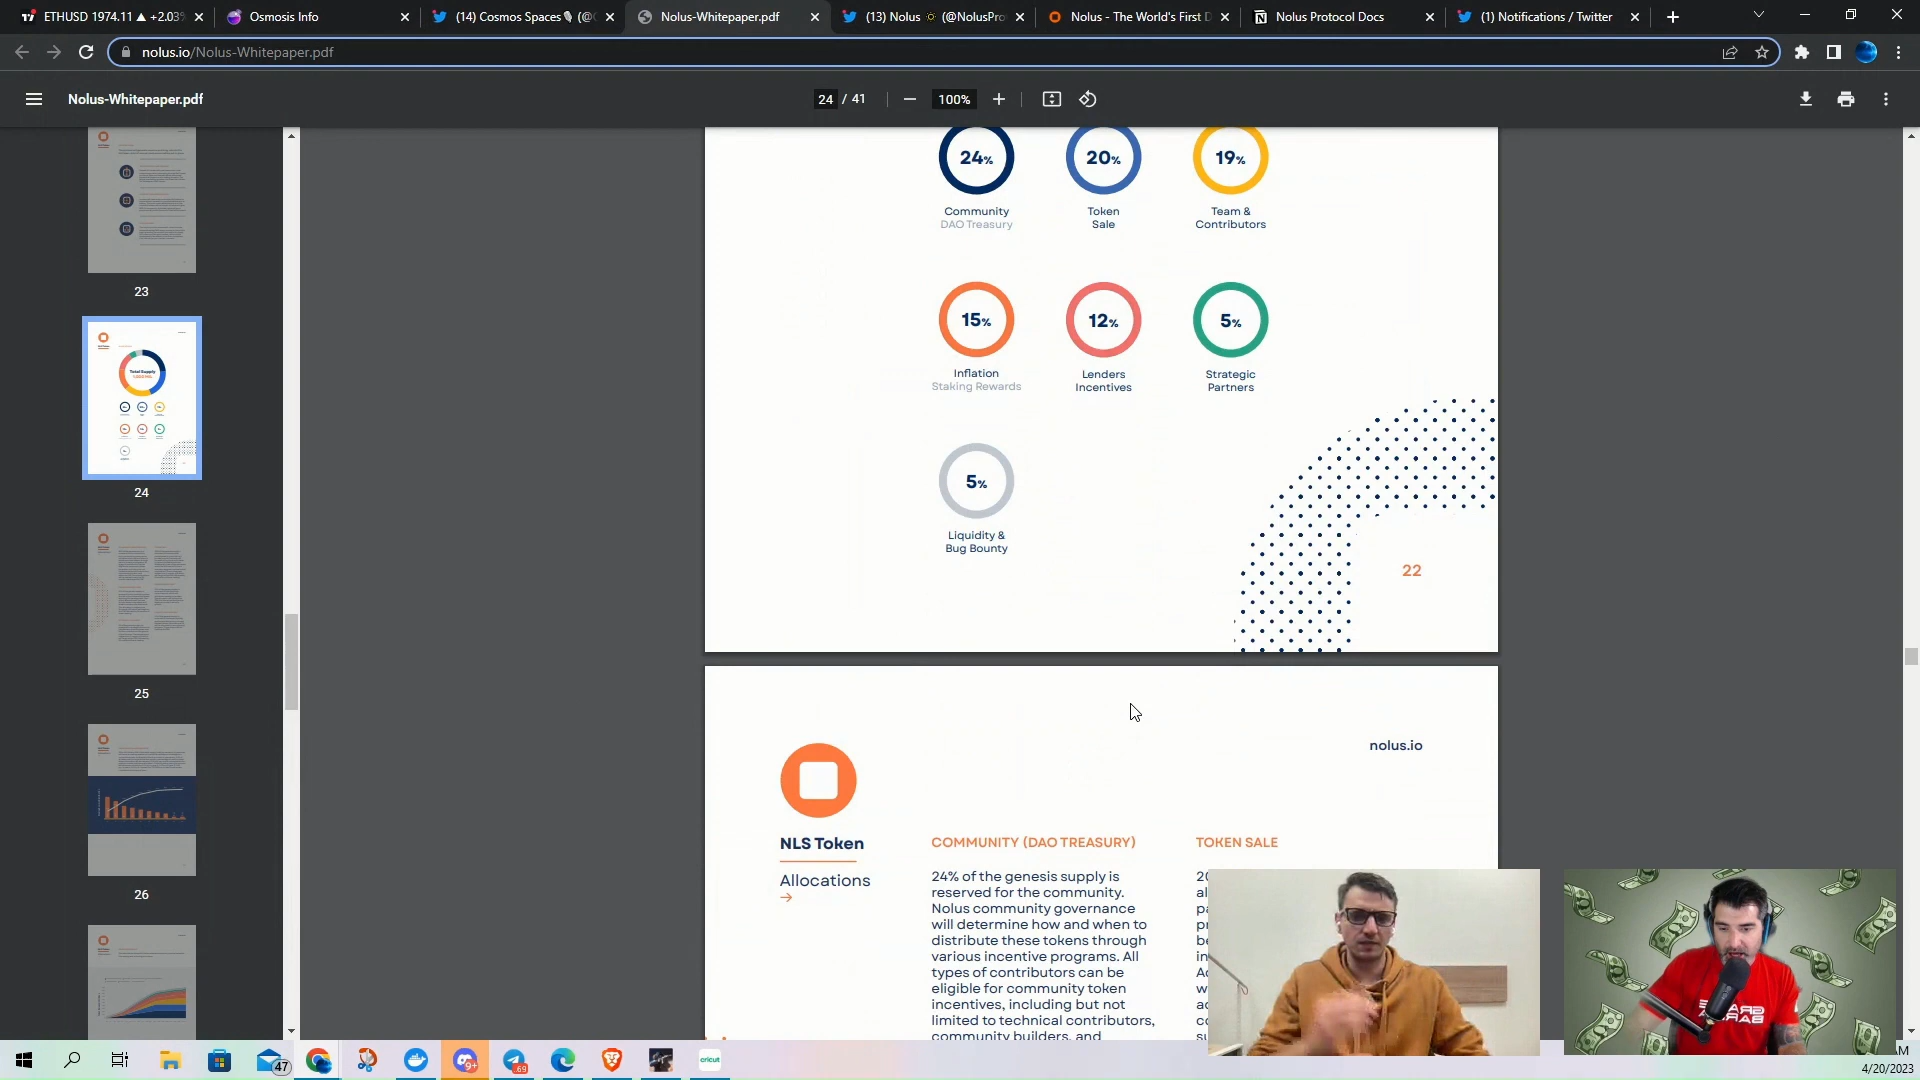 ETHUSD 1974.11 ▲ +2.03%
Osmosis Info
(14) Cosmos Spaces🎙 (@C
Nolus-Whitepaper.pdf
(13) Nolus 🔅 (@NolusPro
Nolus - The World's First D
Nolus Protocol Docs
(1) Notifications / Twitter
nolus.io/Nolus-Whitepaper.pdf
Nolus-Whitepaper.pdf
24 / 41
100%
23
24
25
26
24%
Community
DAO Treasury
20%
Token
Sale
19%
Team &
Contributors
15%
Inflation
Staking Rewards
12%
Lenders
Incentives
5%
Strategic
Partners
5%
Liquidity &
Bug Bounty
22
nolus.io
NLS Token
Allocations
→
COMMUNITY (DAO TREASURY)
24% of the genesis supply is
reserved for the community.
Nolus community governance
will determine how and when to
distribute these tokens through
various incentive programs. All
types of contributors can be
eligible for community token
incentives, including but not
limited to technical contributors,
community builders, and
TOKEN SALE
47
9+
69
cricut
4/20/2023